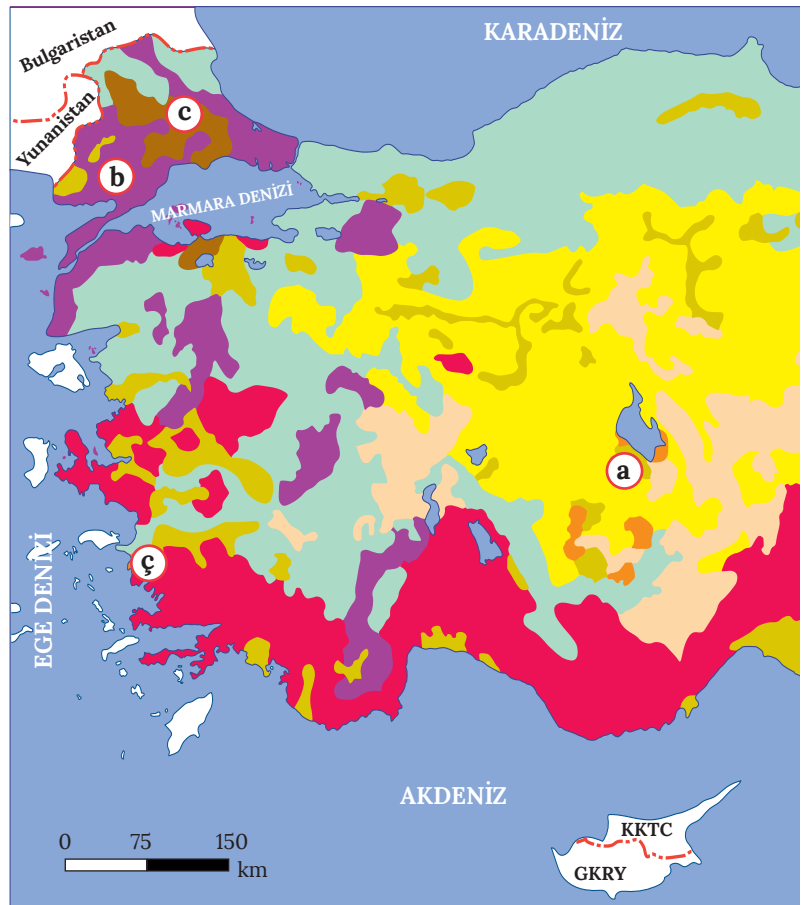 Bulgaristan
KARADENİZ
Yunanistan
c
b
MARMARA DENİZİ
a
ç
EGE DENİZİ
AKDENİZ
KKTC
GKRY
0 75 150
km